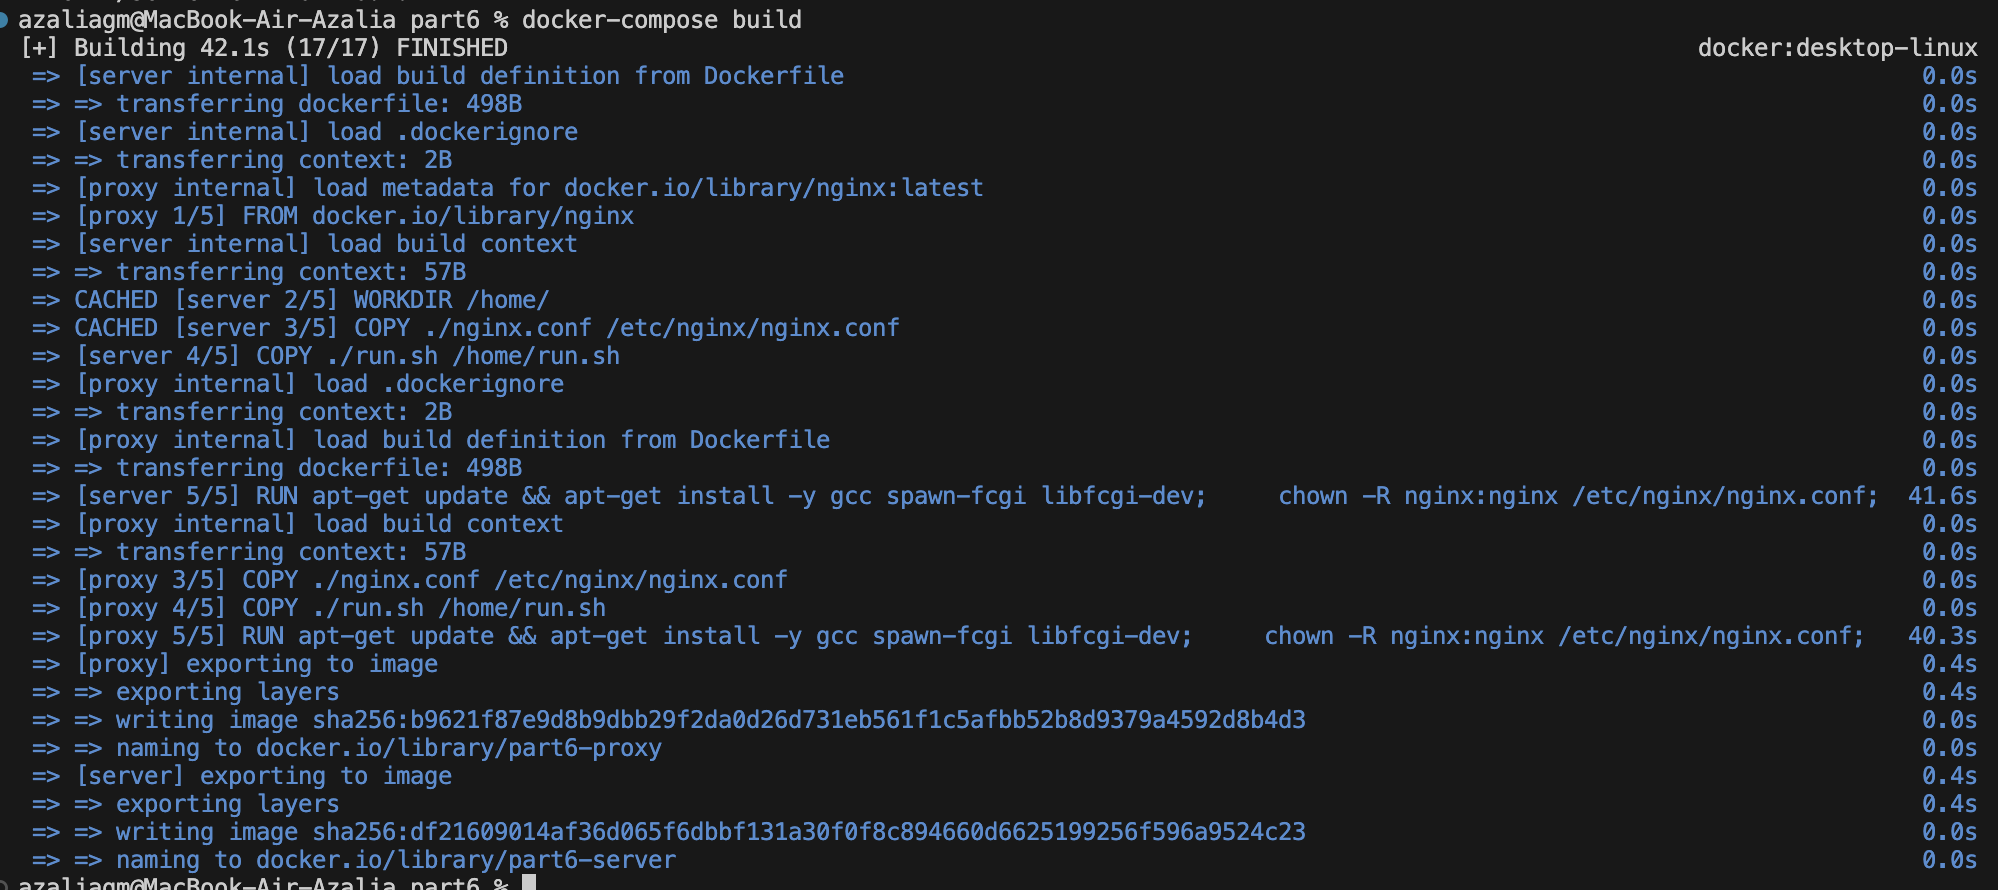 azaliagm@MacBook-Air-Azalia part6 % docker-compose build
[+] Building 42.1s (17/17) FINISHED docker:desktop-linux
=> [server internal] load build definition from Dockerfile 0.0s
=> => transferring dockerfile: 498B 0.0s
=> [server internal] load .dockerignore 0.0s
=> => transferring context: 2B 0.0s
=> [proxy internal] load metadata for docker.io/library/nginx:latest 0.0s
=> [proxy 1/5] FROM docker.io/library/nginx 0.0s
=> [server internal] load build context 0.0s
=> => transferring context: 57B 0.0s
=> CACHED [server 2/5] WORKDIR /home/ 0.0s
=> CACHED [server 3/5] COPY ./nginx.conf /etc/nginx/nginx.conf 0.0s
=> [server 4/5] COPY ./run.sh /home/run.sh 0.0s
=> [proxy internal] load .dockerignore 0.0s
=> => transferring context: 2B 0.0s
=> [proxy internal] load build definition from Dockerfile 0.0s
=> => transferring dockerfile: 498B 0.0s
=> [server 5/5] RUN apt-get update && apt-get install -y gcc spawn-fcgi libfcgi-dev;     chown -R nginx:nginx /etc/nginx/nginx.conf; 41.6s
=> [proxy internal] load build context 0.0s
=> => transferring context: 57B 0.0s
=> [proxy 3/5] COPY ./nginx.conf /etc/nginx/nginx.conf 0.0s
=> [proxy 4/5] COPY ./run.sh /home/run.sh 0.0s
=> [proxy 5/5] RUN apt-get update && apt-get install -y gcc spawn-fcgi libfcgi-dev;     chown -R nginx:nginx /etc/nginx/nginx.conf; 40.3s
=> [proxy] exporting to image 0.4s
=> => exporting layers 0.4s
=> => writing image sha256:b9621f87e9d8b9dbb29f2da0d26d731eb561f1c5afbb52b8d9379a4592d8b4d3 0.0s
=> => naming to docker.io/library/part6-proxy 0.0s
=> [server] exporting to image 0.4s
=> => exporting layers 0.4s
=> => writing image sha256:df21609014af36d065f6dbbf131a30f0f8c894660d6625199256f596a9524c23 0.0s
=> => naming to docker.io/library/part6-server 0.0s
azaliagm@MacBook-Air-Azalia part6 %